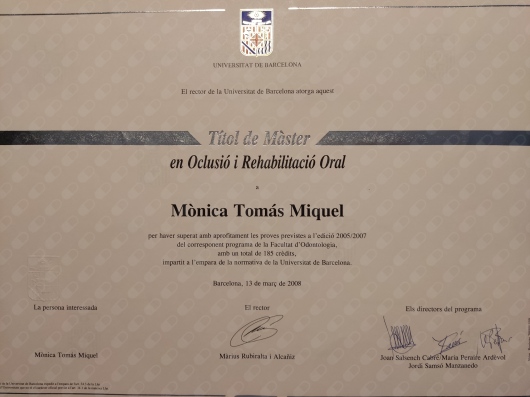 UNIVERSITAT DE BARCELONA
El rector de la Universitat de Barcelona atorga aquest
Títol de Màster
en Oclusió i Rehabilitació Oral
a
Mònica Tomás Miquel
per haver superat amb aprofitament les proves previstes a l'edició 2005/2007
del corresponent programa de la Facultat d'Odontologia,
amb un total de 185 crèdits,
impartit a l'empara de la normativa de la Universitat de Barcelona.
Barcelona, 13 de març de 2008
La persona interessada
El rector
Els directors del programa
Mònica Tomás Miquel
Màrius Rubiralta i Alcañiz
Joan Salsench Cabré/Maria Peraire Ardèvol
Jordi Samsó Manzanedo